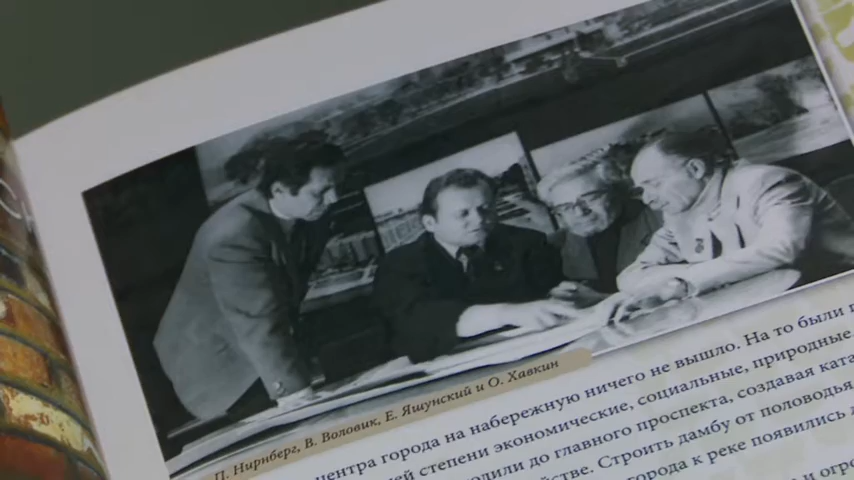 П. Нирнберг, В. Воловик, Е. Яшунский и О. Хавкин
центра города на набережную ничего не вышло. На то были
степени экономические, социальные, природные,
до главного проспекта, создавая
Строить дамбу от половодья
города к реке появились
и